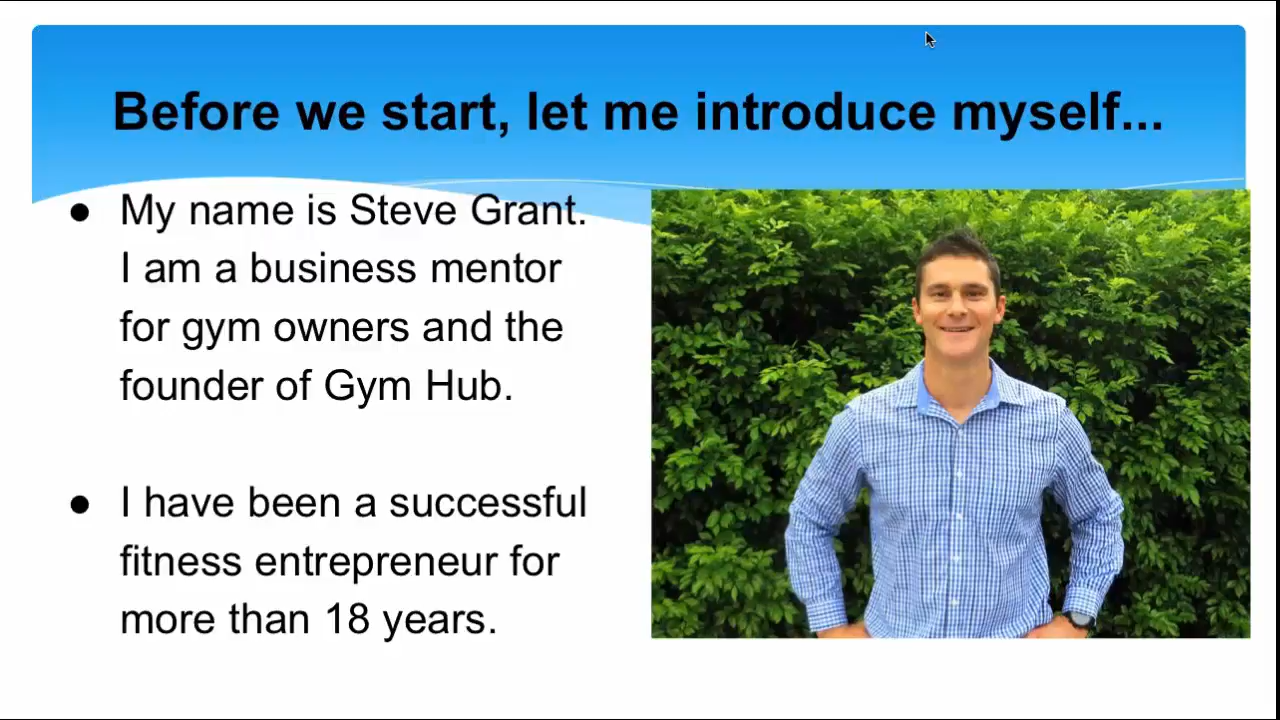 Before we start, let me introduce myself...
● My name is Steve Grant.
I am a business mentor
for gym owners and the
founder of Gym Hub.
● I have been a successful
fitness entrepreneur for
more than 18 years.